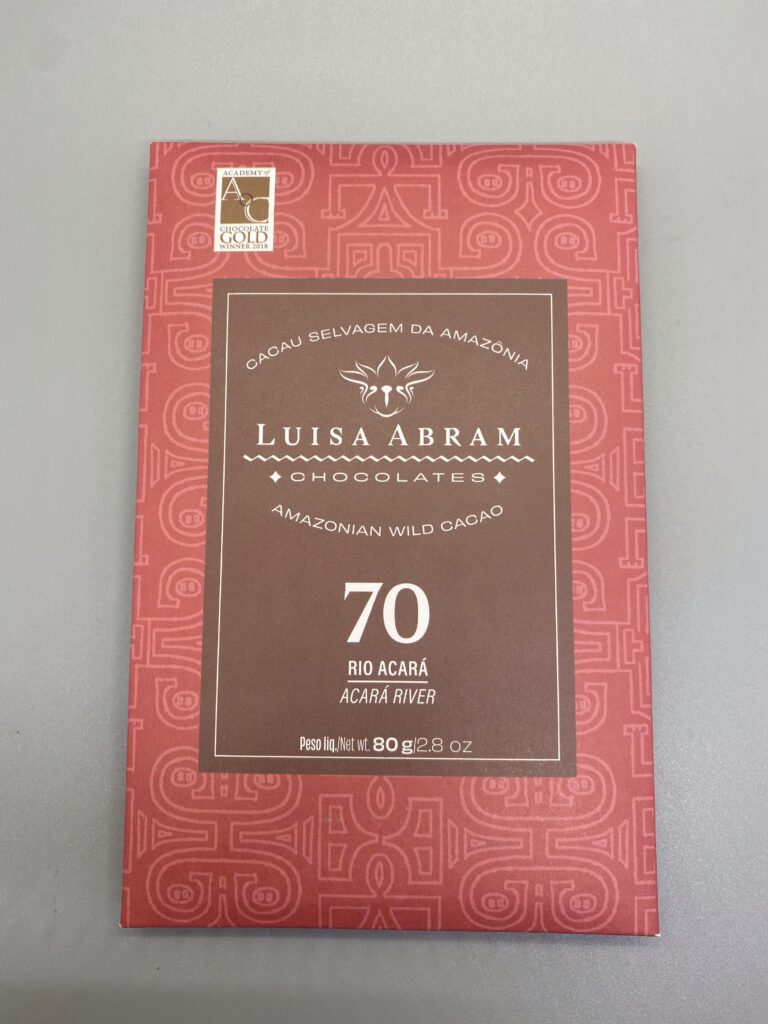 ACADEMY of
AoC
CHOCOLATE
GOLD
WINNER 2018
CACAU SELVAGEM DA AMAZÔNIA
LUISA ABRAM
CHOCOLATES
AMAZONIAN WILD CACAO
70
RIO ACARÁ
ACARÁ RIVER
Peso liq./Net wt. 80 g/2.8 oz